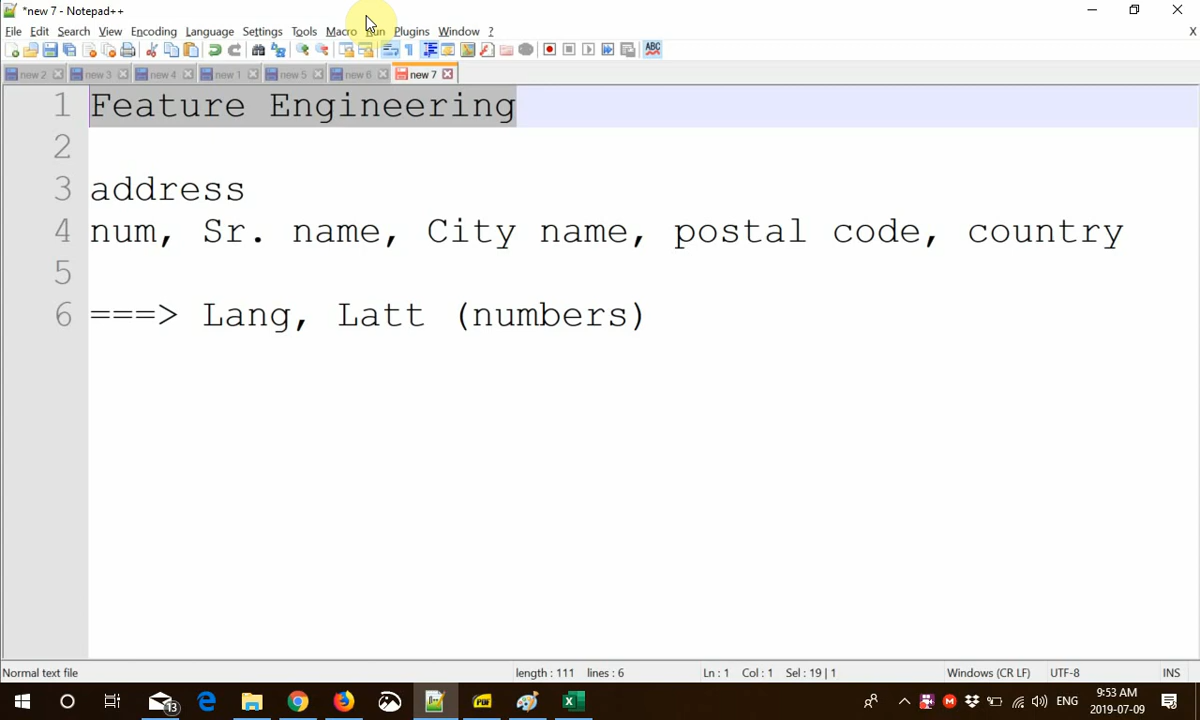 *new 7 - Notepad++
File Edit Search View Encoding Language Settings Tools Macro Run Plugins Window ? X
new 2 new 3 new 4 new 1 new 5 new 6 new 7
1 Feature Engineering
2
3 address
4 num, Sr. name, City name, postal code, country
5
6 ===> Lang, Latt (numbers)
Normal text file length : 111 lines : 6 Ln : 1 Col : 1 Sel : 19 | 1 Windows (CR LF) UTF-8 INS
13 PDF ENG 9:53 AM
2019-07-09